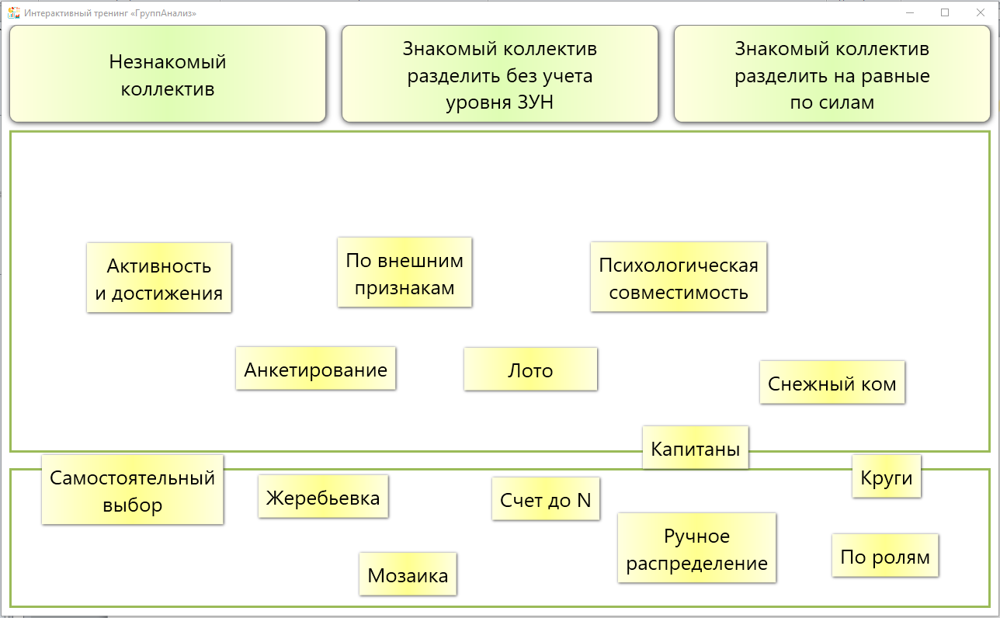 Интерактивный тренинг «ГруппАнализ»
Незнакомый
коллектив
Знакомый коллектив
разделить без учета
уровня ЗУН
Знакомый коллектив
разделить на равные
по силам
Активность
и достижения
По внешним
признакам
Психологическая
совместимость
Анкетирование
Лото
Снежный ком
Капитаны
Самостоятельный
выбор
Жеребьевка
Счет до N
Круги
Ручное
распределение
По ролям
Мозаика